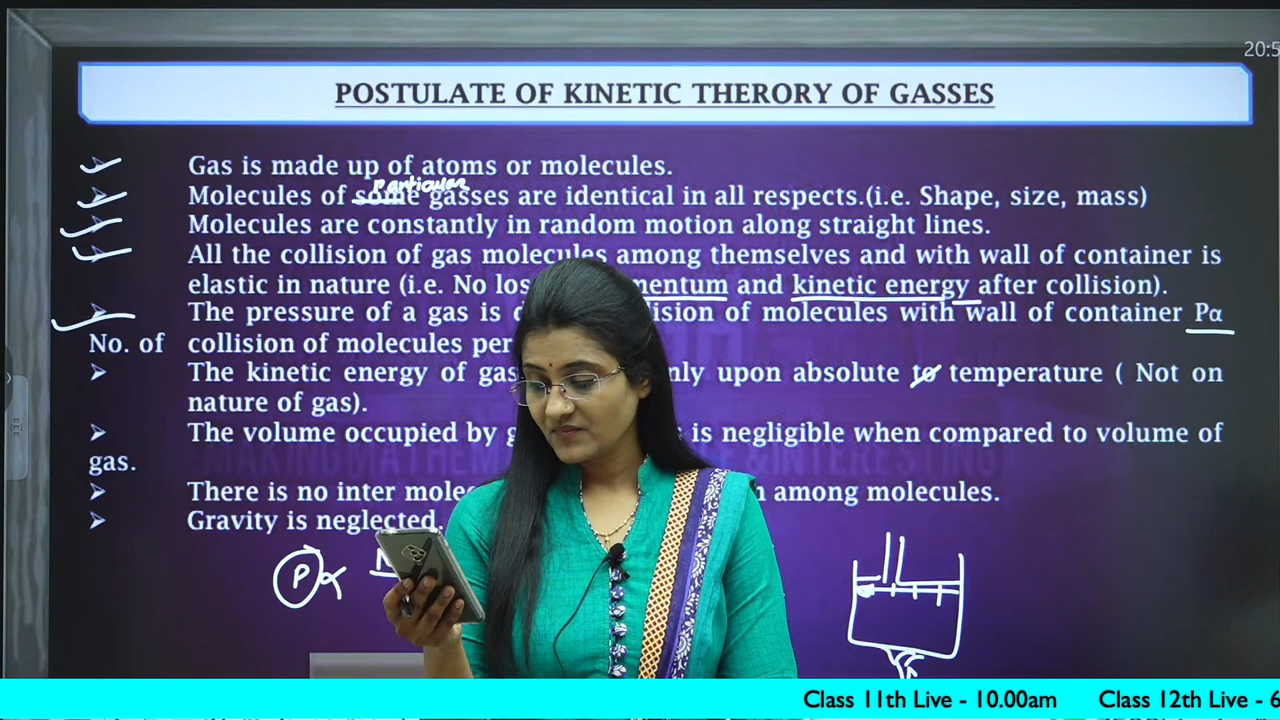 20:5
POSTULATE OF KINETIC THERORY OF GASSES
Gas is made up of atoms or molecules.
particular
Molecules of some gasses are identical in all respects.(i.e. Shape, size, mass)
Molecules are constantly in random motion along straight lines.
All the collision of gas molecules among themselves and with wall of container is
elastic in nature (i.e. No and kinetic energy after collision).
The pressure of a gas is of molecules with wall of container Pα
No. of collision of molecules per
The kinetic energy of upon absolute to temperature ( Not on
nature of gas).
The volume occupied by is negligible when compared to volume of
gas.
There is no inter among molecules.
Gravity is neglected.
P α
Class 11th Live - 10.00am Class 12th Live - 6